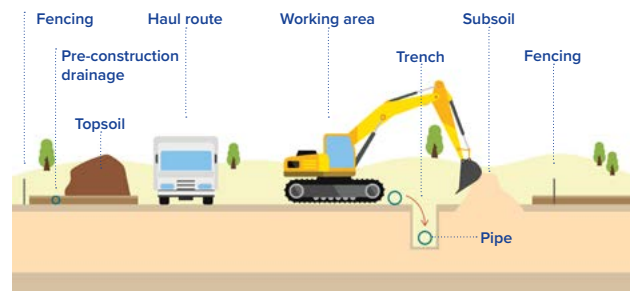 Fencing
Haul route
Working area
Subsoil
Pre-construction
drainage
Trench
Fencing
Topsoil
Pipe